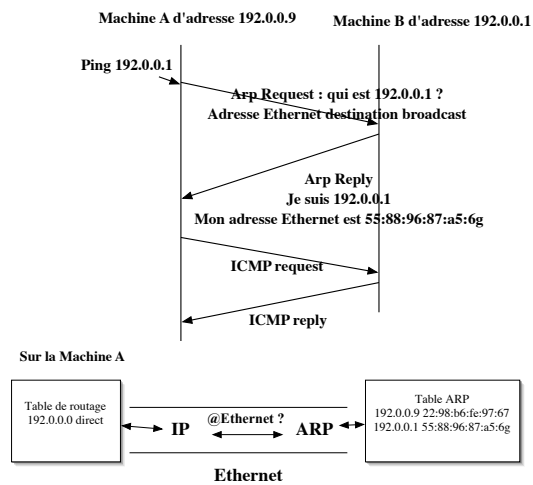 Machine A d'adresse 192.0.0.9
Machine B d'adresse 192.0.0.1
Ping 192.0.0.1
Arp Request : qui est 192.0.0.1 ?
Adresse Ethernet destination broadcast
Arp Reply
Je suis 192.0.0.1
Mon adresse Ethernet est 55:88:96:87:a5:6g
ICMP request
ICMP reply
Sur la Machine A
Table de routage
192.0.0.0 direct
IP
@Ethernet ?
ARP
Table ARP
192.0.0.9 22:98:b6:fe:97:67
192.0.0.1 55:88:96:87:a5:6g
Ethernet